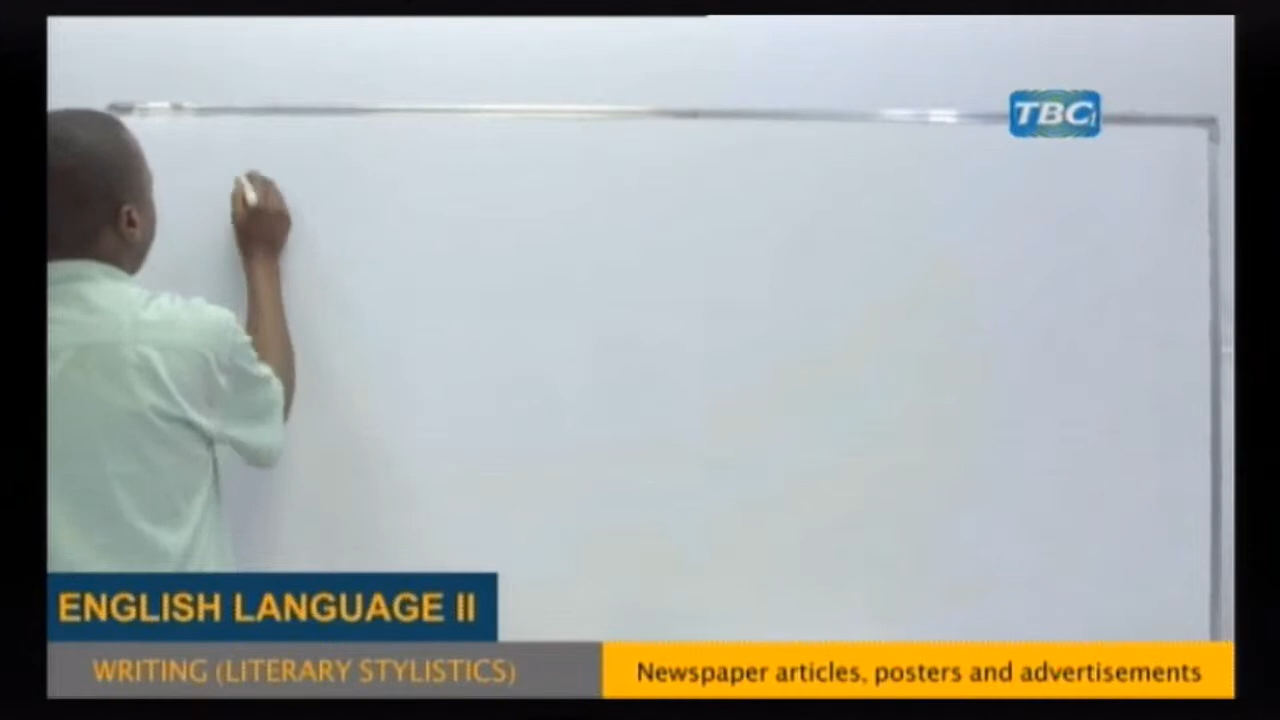 TBC1
ENGLISH LANGUAGE II
WRITING (LITERARY STYLISTICS)
Newspaper articles, posters and advertisements